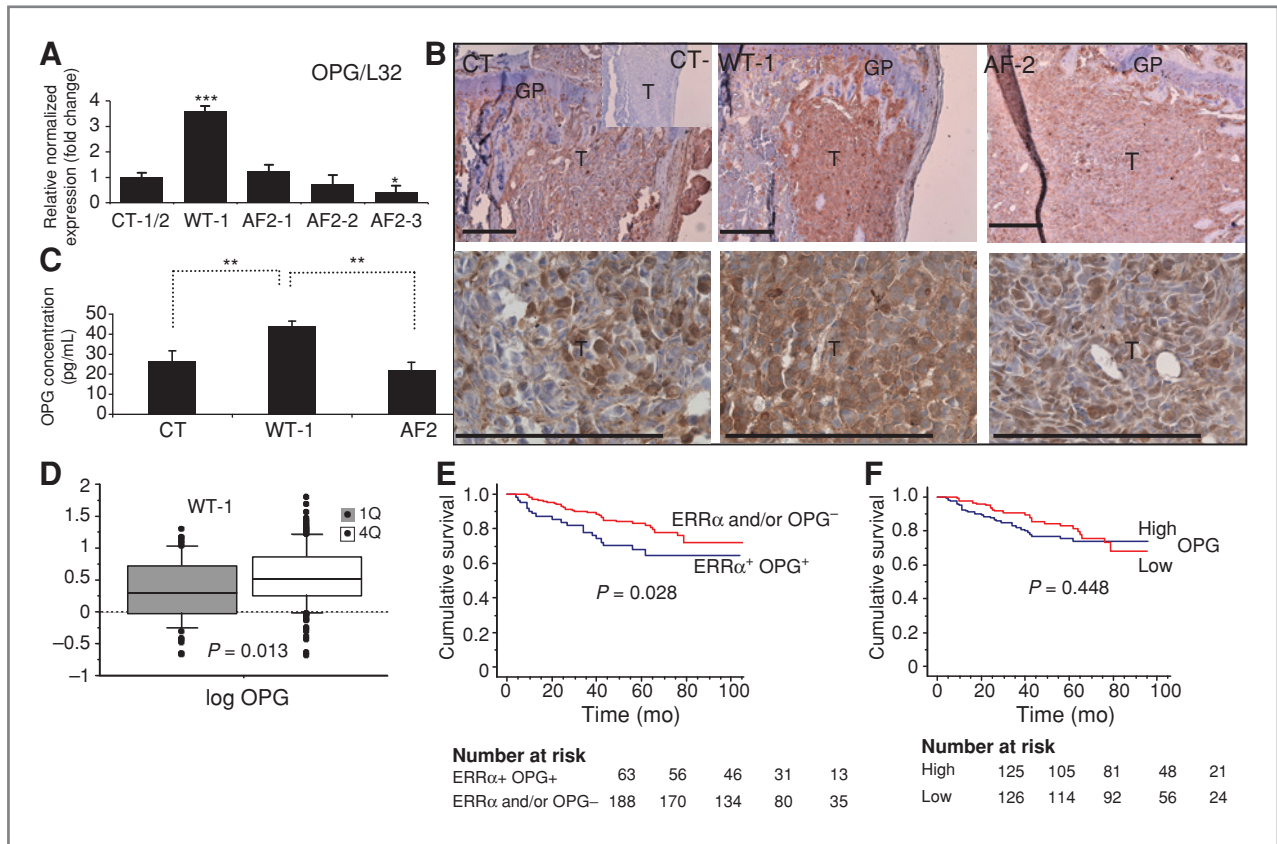 A
OPG/L32
Relative normalized
expression (fold change)
4
3
2
1
0
***
*
CT-1/2 WT-1 AF2-1 AF2-2 AF2-3
B
CT
GP
T
CT-
T
WT-1
GP
T
AF-2
GP
T
T
T
T
C
** **
OPG concentration
(pg/mL)
50
40
30
20
10
0
CT WT-1 AF2
D
2
1.5
1
0.5
0
−0.5
−1
WT-1
1Q
4Q
P = 0.013
log OPG
E
Cumulative survival
1.0
0.8
0.6
0.4
0.2
0
ERRα and/or OPG−
ERRα+ OPG+
P = 0.028
0 20 40 60 80 100
Time (mo)
Number at risk
ERRα+ OPG+ 63 56 46 31 13
ERRα and/or OPG– 188 170 134 80 35
F
Cumulative survival
1.0
0.8
0.6
0.4
0.2
0
High
OPG
Low
P = 0.448
0 20 40 60 80 100
Time (mo)
Number at risk
High 125 105 81 48 21
Low 126 114 92 56 24